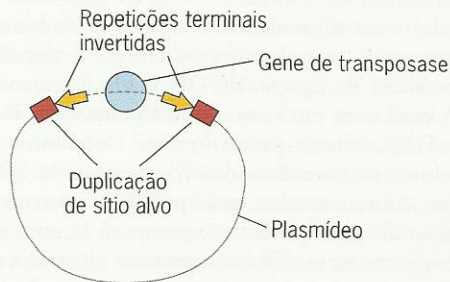 Repetições terminais
invertidas
Gene de transposase
Duplicação
de sítio alvo
Plasmídeo